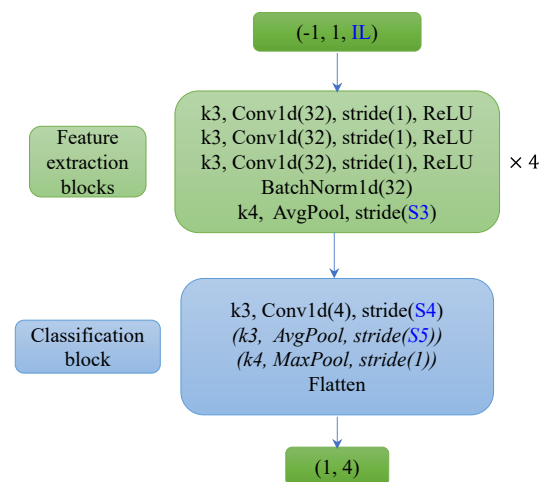 (-1, 1, IL)
Feature
extraction
blocks
k3, Conv1d(32), stride(1), ReLU
k3, Conv1d(32), stride(1), ReLU
k3, Conv1d(32), stride(1), ReLU
BatchNorm1d(32)
k4, AvgPool, stride(S3)
× 4
Classification
block
k3, Conv1d(4), stride(S4)
(k3, AvgPool, stride(S5))
(k4, MaxPool, stride(1))
Flatten
(1, 4)